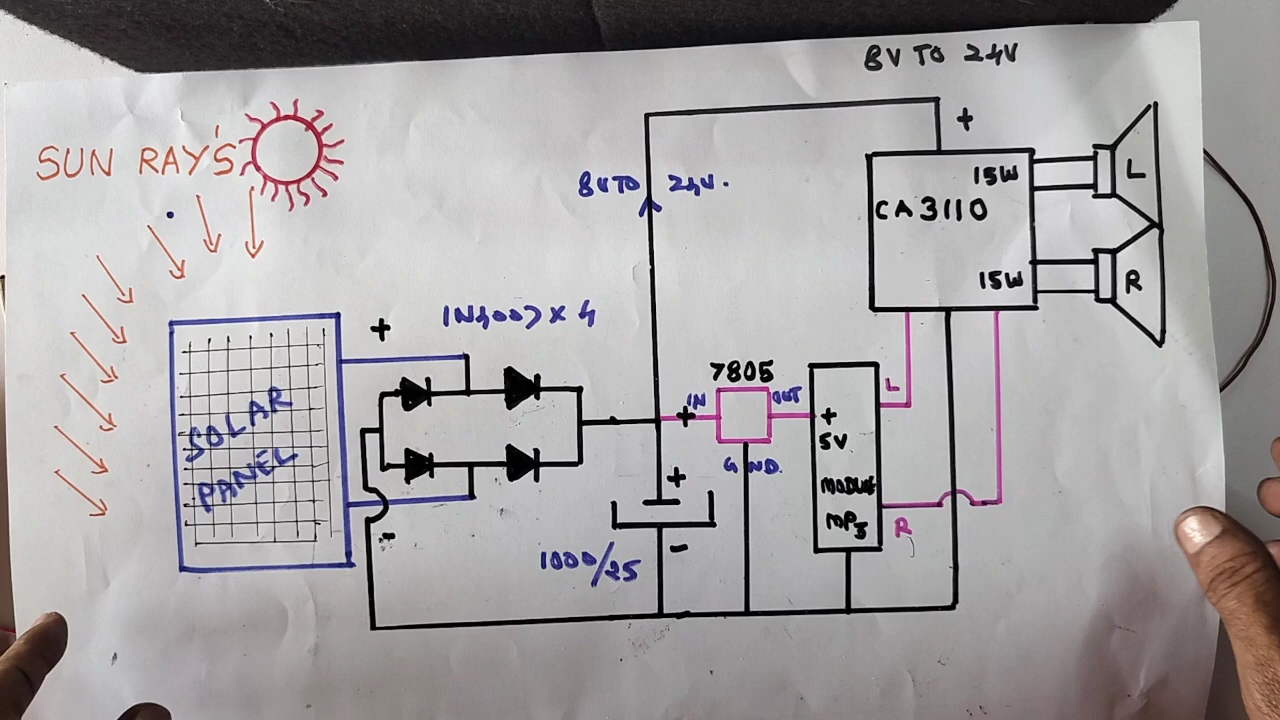 8V TO 24V
SUN RAY'S
+
8V TO 24V.
15W
L
CA3110
15W
R
1N4007 x 4
+
SOLAR
PANEL
-
7805
IN
OUT
+
GND.
+
-
1000/25
+
5V
MODULE
MP3
L
R